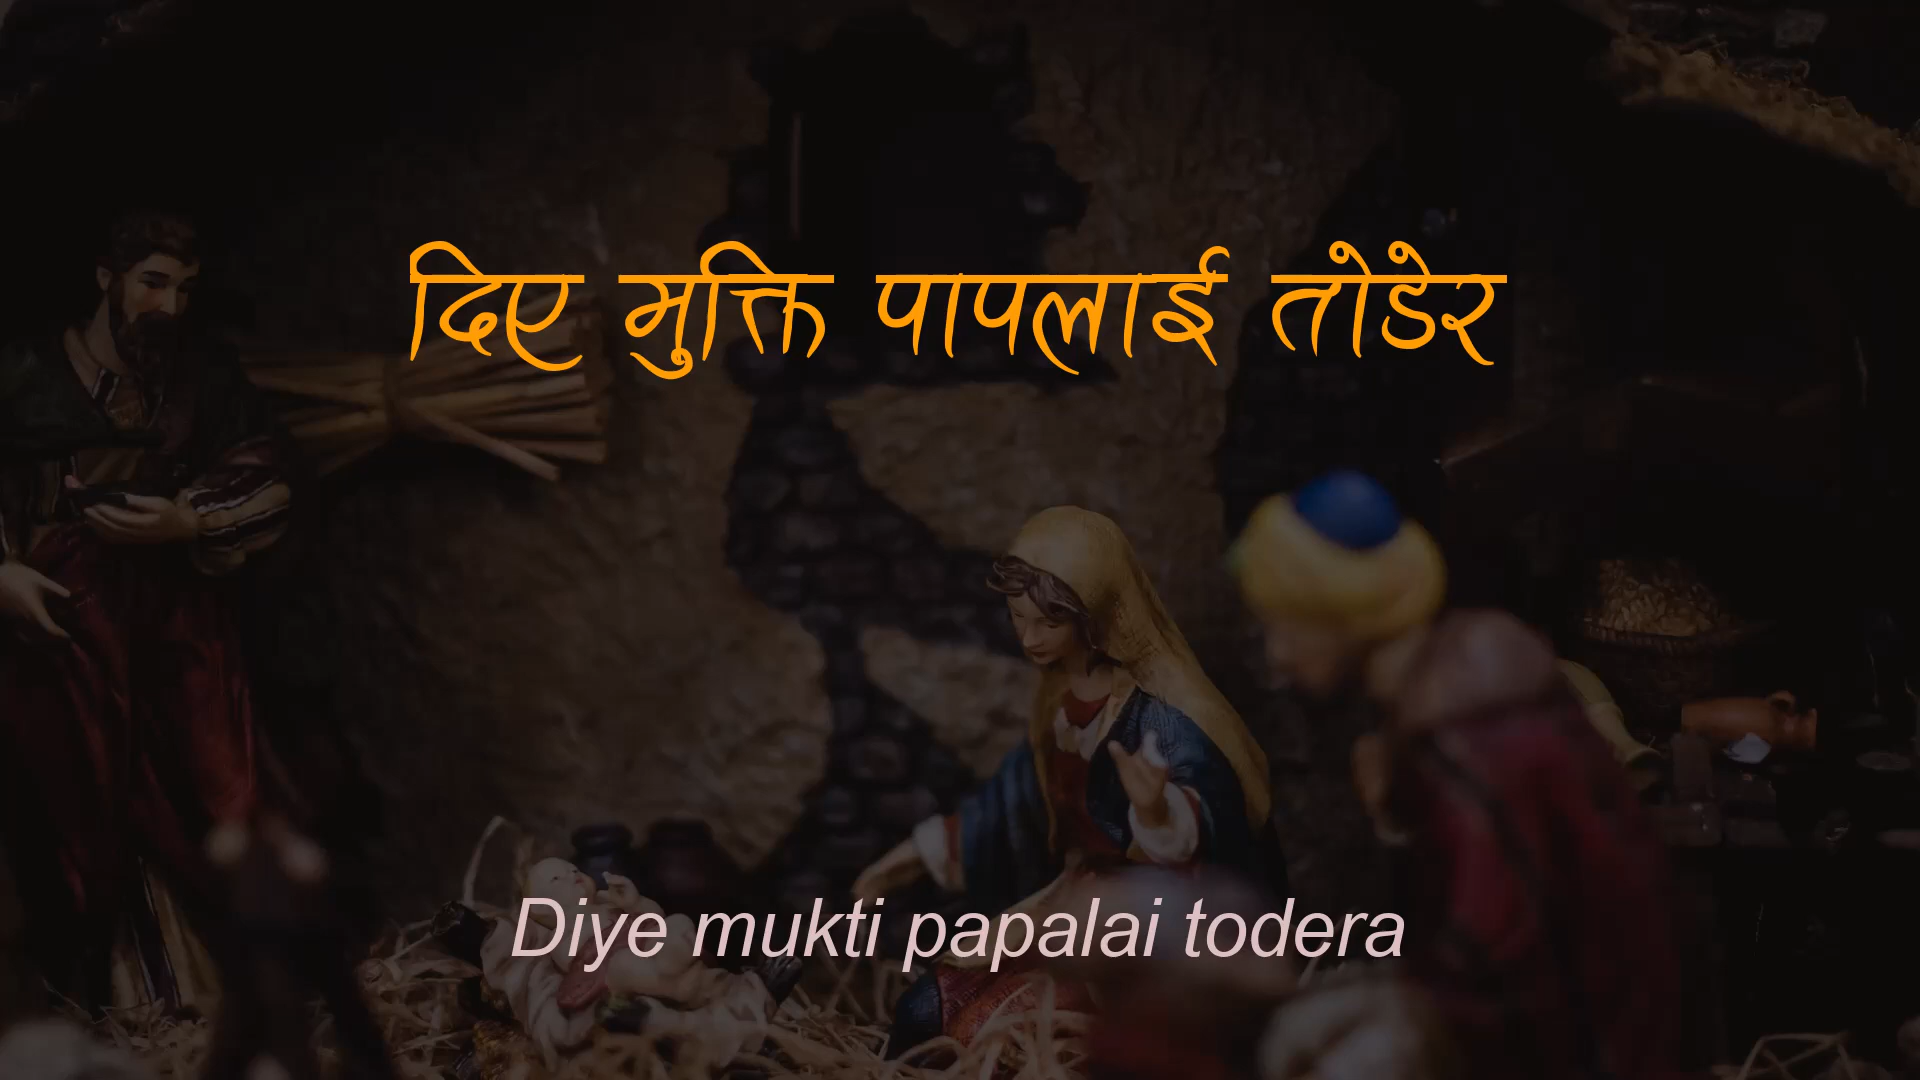 दिए मुक्ति पापलाई तोडेर
Diye mukti papalai todera